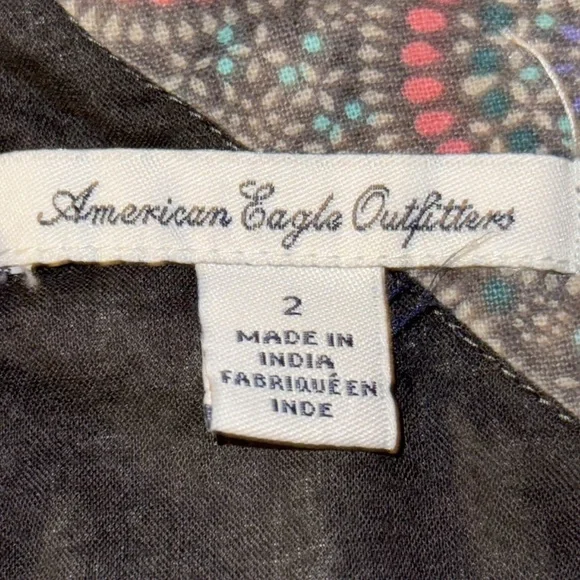 American Eagle Outfitters
2
MADE IN
INDIA
FABRIQUÉ EN
INDE